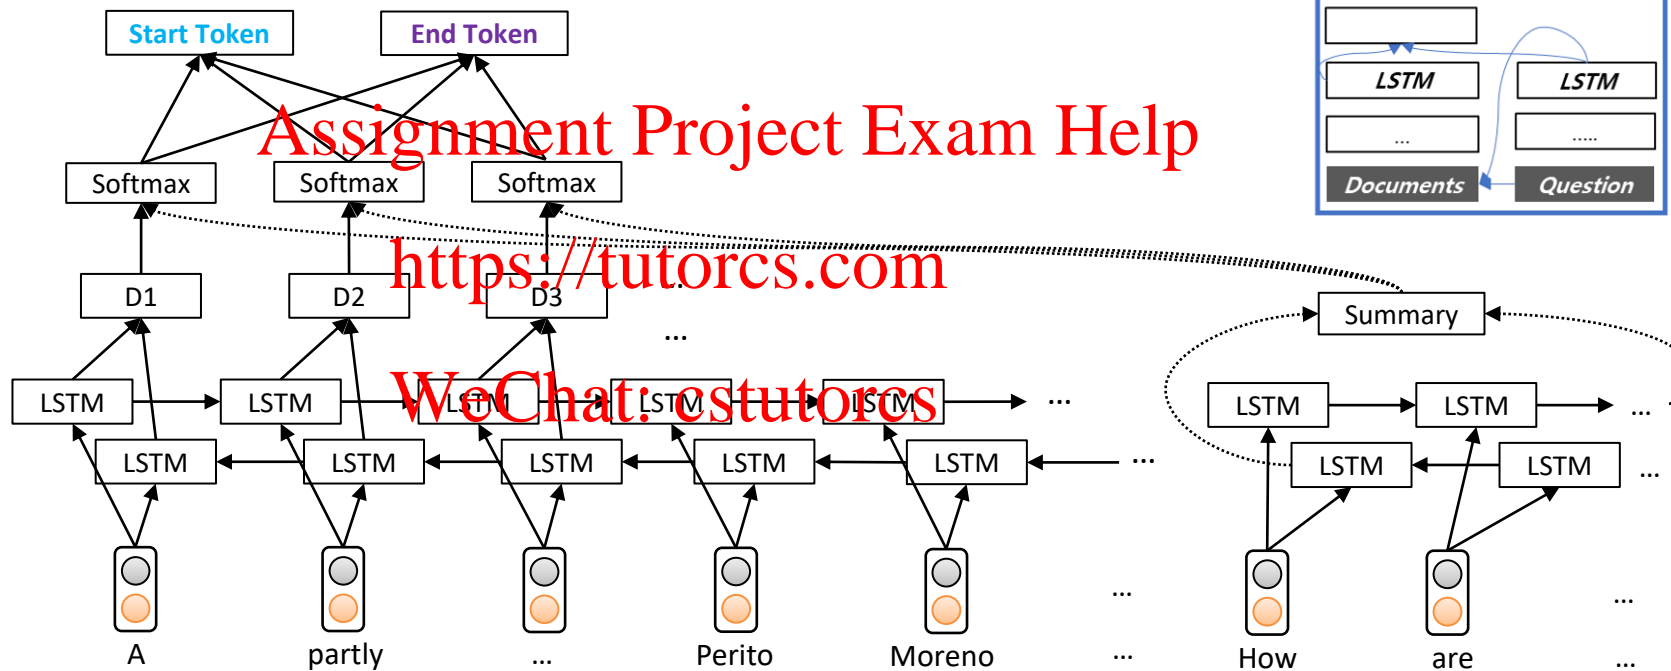 Start Token End Token
LSTM LSTM
Assignment Project Exam Help
... .....
Softmax Softmax Softmax
Documents Question
https://tutorcs.com
D1 D2 D3 ...
Summary
...
LSTM LSTM LSTM LSTM LSTM ... LSTM LSTM ...
WeChat: cstutorcs
LSTM LSTM LSTM LSTM LSTM ... LSTM LSTM ...
... ...
A partly ... Perito Moreno ... How are ...